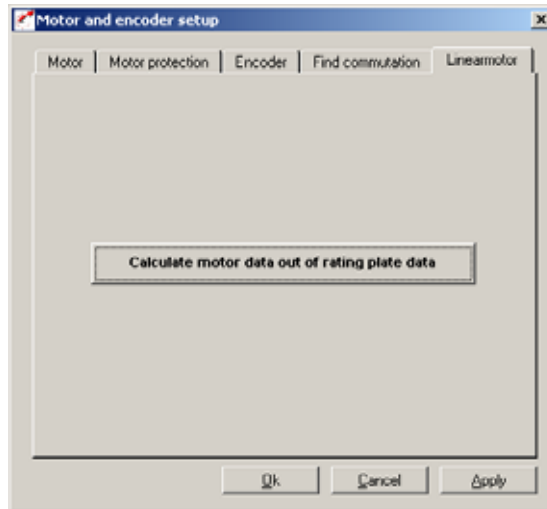 Motor and encoder setup
Motor Motor protection Encoder Find commutation Linearmotor
Calculate motor data out of rating plate data
Ok Cancel Apply